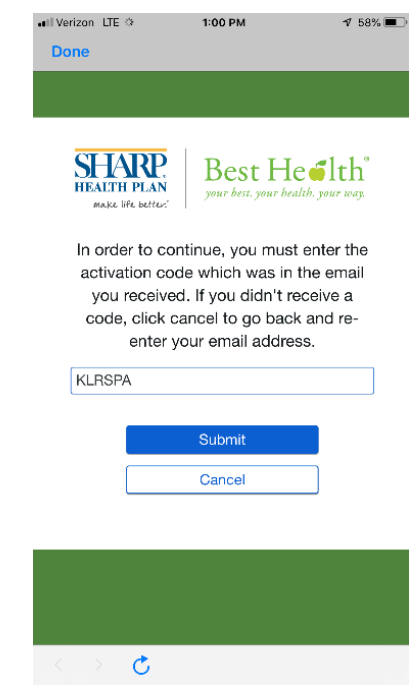 Verizon LTE 1:00 PM 58%
Done
SHARP
HEALTH PLAN
make life better.
Best Health®
your best. your health. your way.
In order to continue, you must enter the
activation code which was in the email
you received. If you didn't receive a
code, click cancel to go back and re-
enter your email address.
KLRSPA
Submit
Cancel